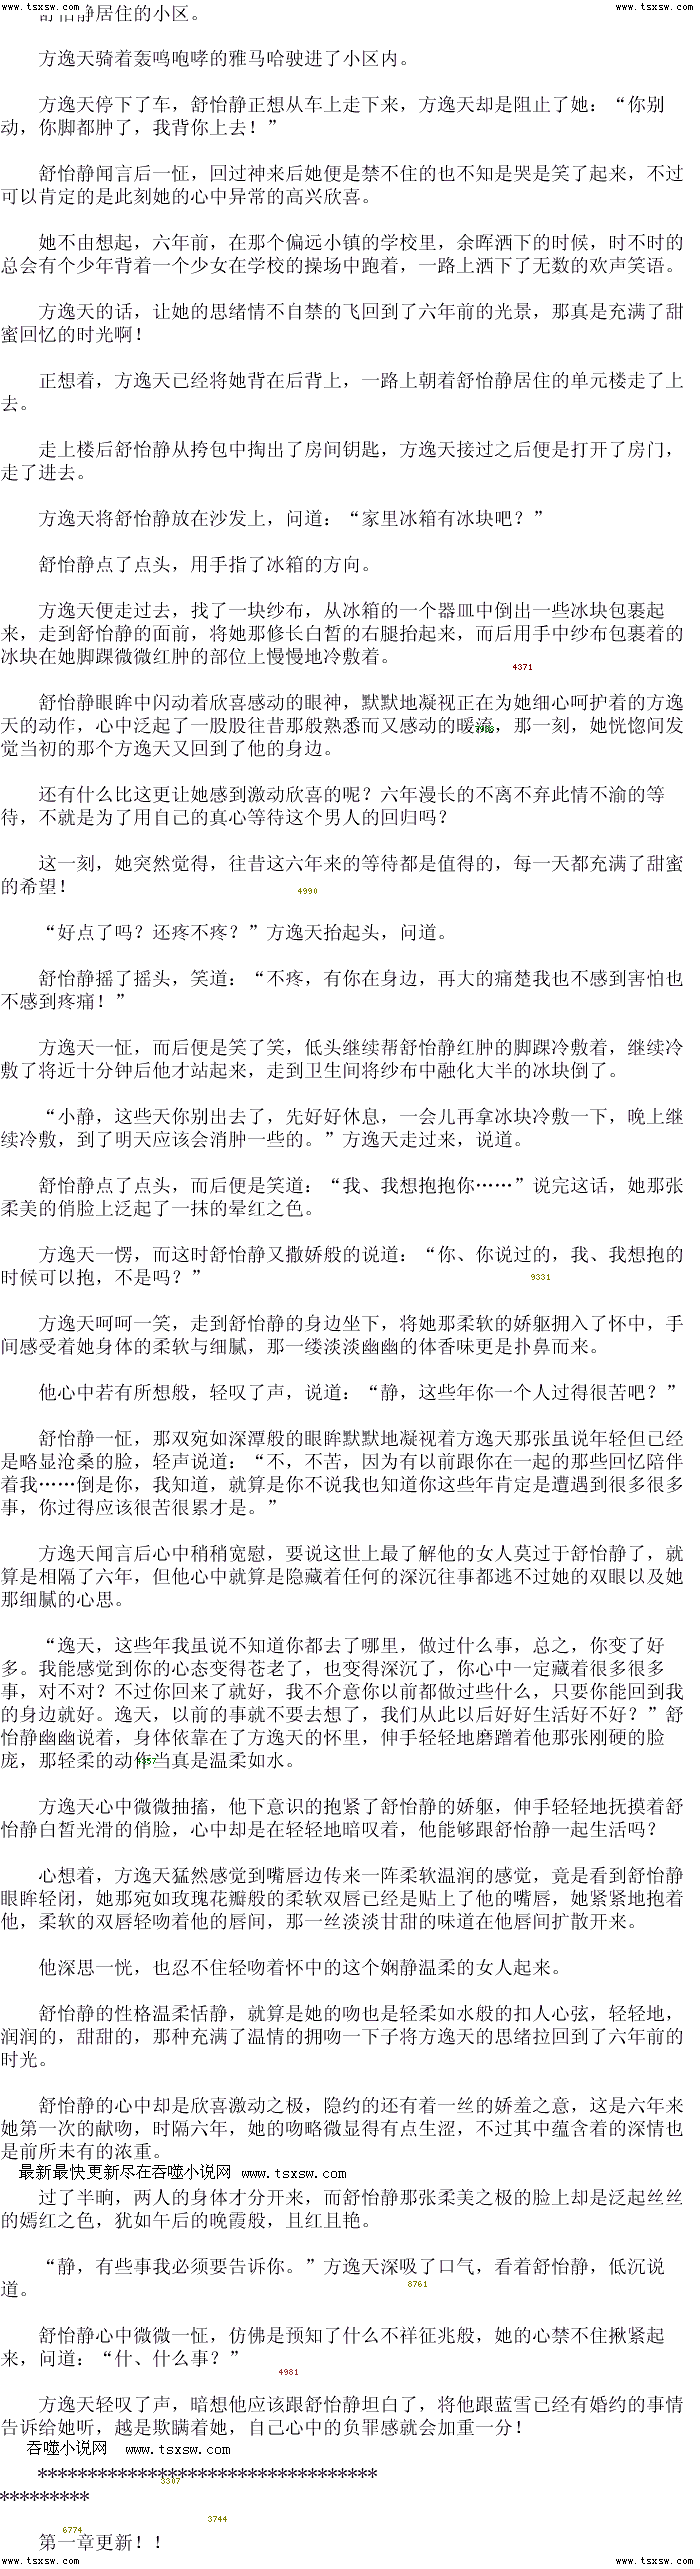 www.tsxsw.com www.tsxsw.com
舒怡静居住的小区。
方逸天骑着轰鸣咆哮的雅马哈驶进了小区内。
方逸天停下了车，舒怡静正想从车上走下来，方逸天却是阻止了她：“你别
动，你脚都肿了，我背你上去！”
舒怡静闻言后一怔，回过神来后她便是禁不住的也不知是哭是笑了起来，不过
可以肯定的是此刻她的心中异常的高兴欣喜。
她不由想起，六年前，在那个偏远小镇的学校里，余晖洒下的时候，时不时的
总会有个少年背着一个少女在学校的操场中跑着，一路上洒下了无数的欢声笑语。
方逸天的话，让她的思绪情不自禁的飞回到了六年前的光景，那真是充满了甜
蜜回忆的时光啊！
正想着，方逸天已经将她背在后背上，一路上朝着舒怡静居住的单元楼走了上
去。
走上楼后舒怡静从挎包中掏出了房间钥匙，方逸天接过之后便是打开了房门，
走了进去。
方逸天将舒怡静放在沙发上，问道：“家里冰箱有冰块吧？”
舒怡静点了点头，用手指了冰箱的方向。
方逸天便走过去，找了一块纱布，从冰箱的一个器皿中倒出一些冰块包裹起
来，走到舒怡静的面前，将她那修长白皙的右腿抬起来，而后用手中纱布包裹着的
冰块在她脚踝微微红肿的部位上慢慢地冷敷着。
4371
舒怡静眼眸中闪动着欣喜感动的眼神，默默地凝视正在为她细心呵护着的方逸
天的动作，心中泛起了一股股往昔那般熟悉而又感动的暖流，那一刻，她恍惚间发
觉当初的那个方逸天又回到了他的身边。
还有什么比这更让她感到激动欣喜的呢？六年漫长的不离不弃此情不渝的等
待，不就是为了用自己的真心等待这个男人的回归吗？
这一刻，她突然觉得，往昔这六年来的等待都是值得的，每一天都充满了甜蜜
的希望！
4990
“好点了吗？还疼不疼？”方逸天抬起头，问道。
舒怡静摇了摇头，笑道：“不疼，有你在身边，再大的痛楚我也不感到害怕也
不感到疼痛！”
方逸天一怔，而后便是笑了笑，低头继续帮舒怡静红肿的脚踝冷敷着，继续冷
敷了将近十分钟后他才站起来，走到卫生间将纱布中融化大半的冰块倒了。
“小静，这些天你别出去了，先好好休息，一会儿再拿冰块冷敷一下，晚上继
续冷敷，到了明天应该会消肿一些的。”方逸天走过来，说道。
舒怡静点了点头，而后便是笑道：“我、我想抱抱你……”说完这话，她那张
柔美的俏脸上泛起了一抹的晕红之色。
方逸天一愣，而这时舒怡静又撒娇般的说道：“你、你说过的，我、我想抱的
时候可以抱，不是吗？”
9331
方逸天呵呵一笑，走到舒怡静的身边坐下，将她那柔软的娇躯拥入了怀中，手
间感受着她身体的柔软与细腻，那一缕淡淡幽幽的体香味更是扑鼻而来。
他心中若有所想般，轻叹了声，说道：“静，这些年你一个人过得很苦吧？”
舒怡静一怔，那双宛如深潭般的眼眸默默地凝视着方逸天那张虽说年轻但已经
是略显沧桑的脸，轻声说道：“不，不苦，因为有以前跟你在一起的那些回忆陪伴
着我……倒是你，我知道，就算是你不说我也知道你这些年肯定是遭遇到很多很多
事，你过得应该很苦很累才是。”
方逸天闻言后心中稍稍宽慰，要说这世上最了解他的女人莫过于舒怡静了，就
算是相隔了六年，但他心中就算是隐藏着任何的深沉往事都逃不过她的双眼以及她
那细腻的心思。
“逸天，这些年我虽说不知道你都去了哪里，做过什么事，总之，你变了好
多。我能感觉到你的心态变得苍老了，也变得深沉了，你心中一定藏着很多很多
事，对不对？不过你回来了就好，我不介意你以前都做过些什么，只要你能回到我
的身边就好。逸天，以前的事就不要去想了，我们从此以后好好生活好不好？”舒
怡静幽幽说着，身体依靠在了方逸天的怀里，伸手轻轻地磨蹭着他那张刚硬的脸
庞，那轻柔的动作当真是温柔如水。
方逸天心中微微抽搐，他下意识的抱紧了舒怡静的娇躯，伸手轻轻地抚摸着舒
怡静白皙光滑的俏脸，心中却是在轻轻地暗叹着，他能够跟舒怡静一起生活吗？
心想着，方逸天猛然感觉到嘴唇边传来一阵柔软温润的感觉，竟是看到舒怡静
眼眸轻闭，她那宛如玫瑰花瓣般的柔软双唇已经是贴上了他的嘴唇，她紧紧地抱着
他，柔软的双唇轻吻着他的唇间，那一丝淡淡甘甜的味道在他唇间扩散开来。
他深思一恍，也忍不住轻吻着怀中的这个娴静温柔的女人起来。
舒怡静的性格温柔恬静，就算是她的吻也是轻柔如水般的扣人心弦，轻轻地，
润润的，甜甜的，那种充满了温情的拥吻一下子将方逸天的思绪拉回到了六年前的
时光。
舒怡静的心中却是欣喜激动之极，隐约的还有着一丝的娇羞之意，这是六年来
她第一次的献吻，时隔六年，她的吻略微显得有点生涩，不过其中蕴含着的深情也
是前所未有的浓重。
最新最快更新尽在吞噬小说网 www.tsxsw.com
过了半晌，两人的身体才分开来，而舒怡静那张柔美之极的脸上却是泛起丝丝
的嫣红之色，犹如午后的晚霞般，且红且艳。
“静，有些事我必须要告诉你。”方逸天深吸了口气，看着舒怡静，低沉说
道。
8761
舒怡静心中微微一怔，仿佛是预知了什么不祥征兆般，她的心禁不住揪紧起
来，问道：“什、什么事？”
4981
方逸天轻叹了声，暗想他应该跟舒怡静坦白了，将他跟蓝雪已经有婚约的事情
告诉给她听，越是欺瞒着她，自己心中的负罪感就会加重一分！
吞噬小说网 www.tsxsw.com
**********************************
3307
*********
3744
6774
第一章更新！！
www.tsxsw.com www.tsxsw.com